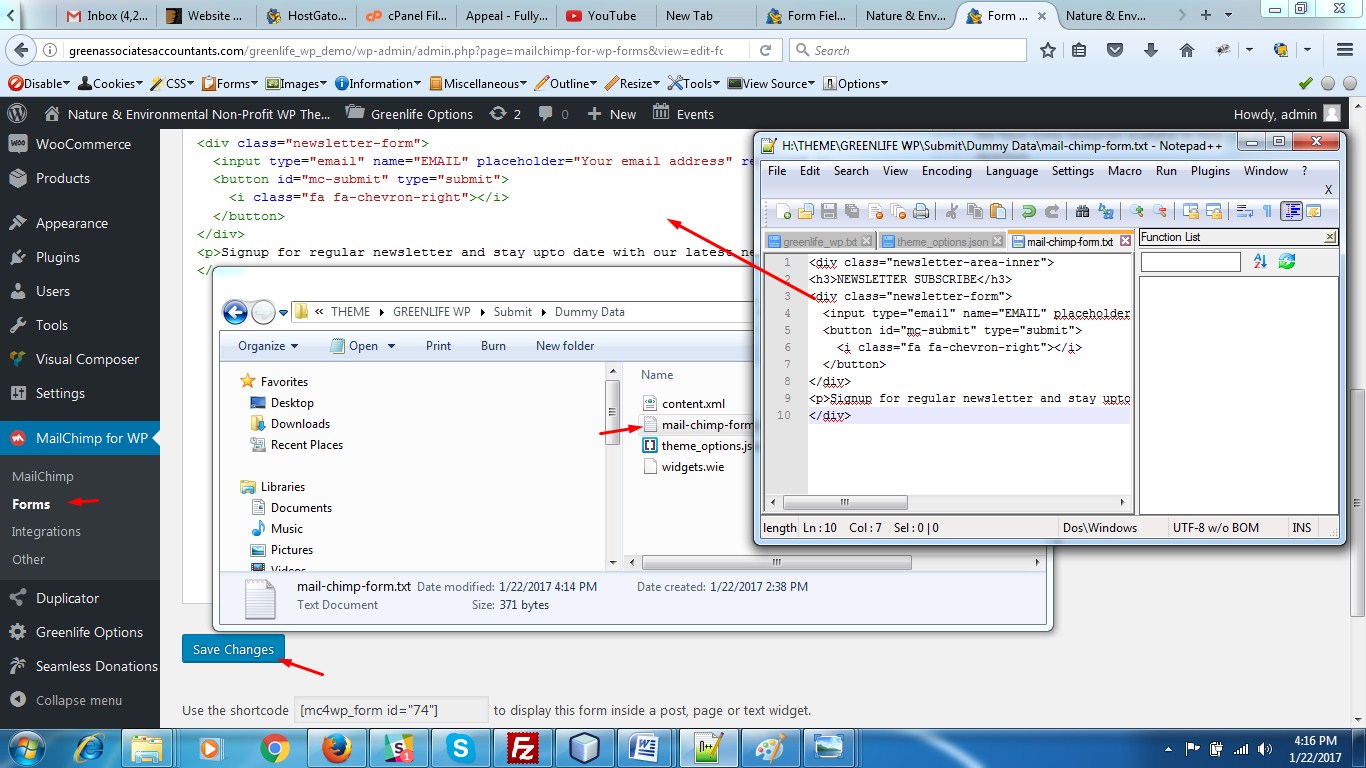 Inbox (4,2...
Website ...
HostGato...
cPanel Fil...
Appeal - Fully...
YouTube
New Tab
Form Fiel...
Nature & Env...
Form ...
Nature & Env...
greenassociatesaccountants.com/greenlife_wp_demo/wp-admin/admin.php?page=mailchimp-for-wp-forms&view=edit-fc
Search
Disable Cookies CSS Forms Images Information Miscellaneous Outline Resize Tools View Source Options
Nature & Environmental Non-Profit WP The... Greenlife Options 2 0 New Events Howdy, admin
WooCommerce
Products
Appearance
Plugins
Users
Tools
Visual Composer
Settings
MailChimp for WP
MailChimp
Forms
Integrations
Other
Duplicator
Greenlife Options
Seamless Donations
Collapse menu
<div class="newsletter-form">
<input type="email" name="EMAIL" placeholder="Your email address" re
<button id="mc-submit" type="submit">
<i class="fa fa-chevron-right"></i>
</button>
</div>
<p>Signup for regular newsletter and stay upto date with our latest ne
</
« THEME GREENLIFE WP Submit Dummy Data
Organize Open Print Burn New folder
Favorites
Desktop
Downloads
Recent Places
Libraries
Documents
Music
Pictures
Videos
Name
content.xml
mail-chimp-form
theme_options.js
widgets.wie
mail-chimp-form.txt Date modified: 1/22/2017 4:14 PM Date created: 1/22/2017 2:38 PM
Text Document Size: 371 bytes
H:\THEME\GREENLIFE WP\Submit\Dummy Data\mail-chimp-form.txt - Notepad++
File Edit Search View Encoding Language Settings Macro Run Plugins Window ?
X
greenlife_wp.txt theme_options.json mail-chimp-form.txt
Function List
1 <div class="newsletter-area-inner">
2 <h3>NEWSLETTER SUBSCRIBE</h3>
3 <div class="newsletter-form">
4 <input type="email" name="EMAIL" placeholder
5 <button id="mc-submit" type="submit">
6 <i class="fa fa-chevron-right"></i>
7 </button>
8 </div>
9 <p>Signup for regular newsletter and stay upto
10 </div>
length Ln : 10 Col : 7 Sel : 0 | 0 Dos\Windows UTF-8 w/o BOM INS
Save Changes
Use the shortcode [mc4wp_form id="74"] to display this form inside a post, page or text widget.
4:16 PM
1/22/2017